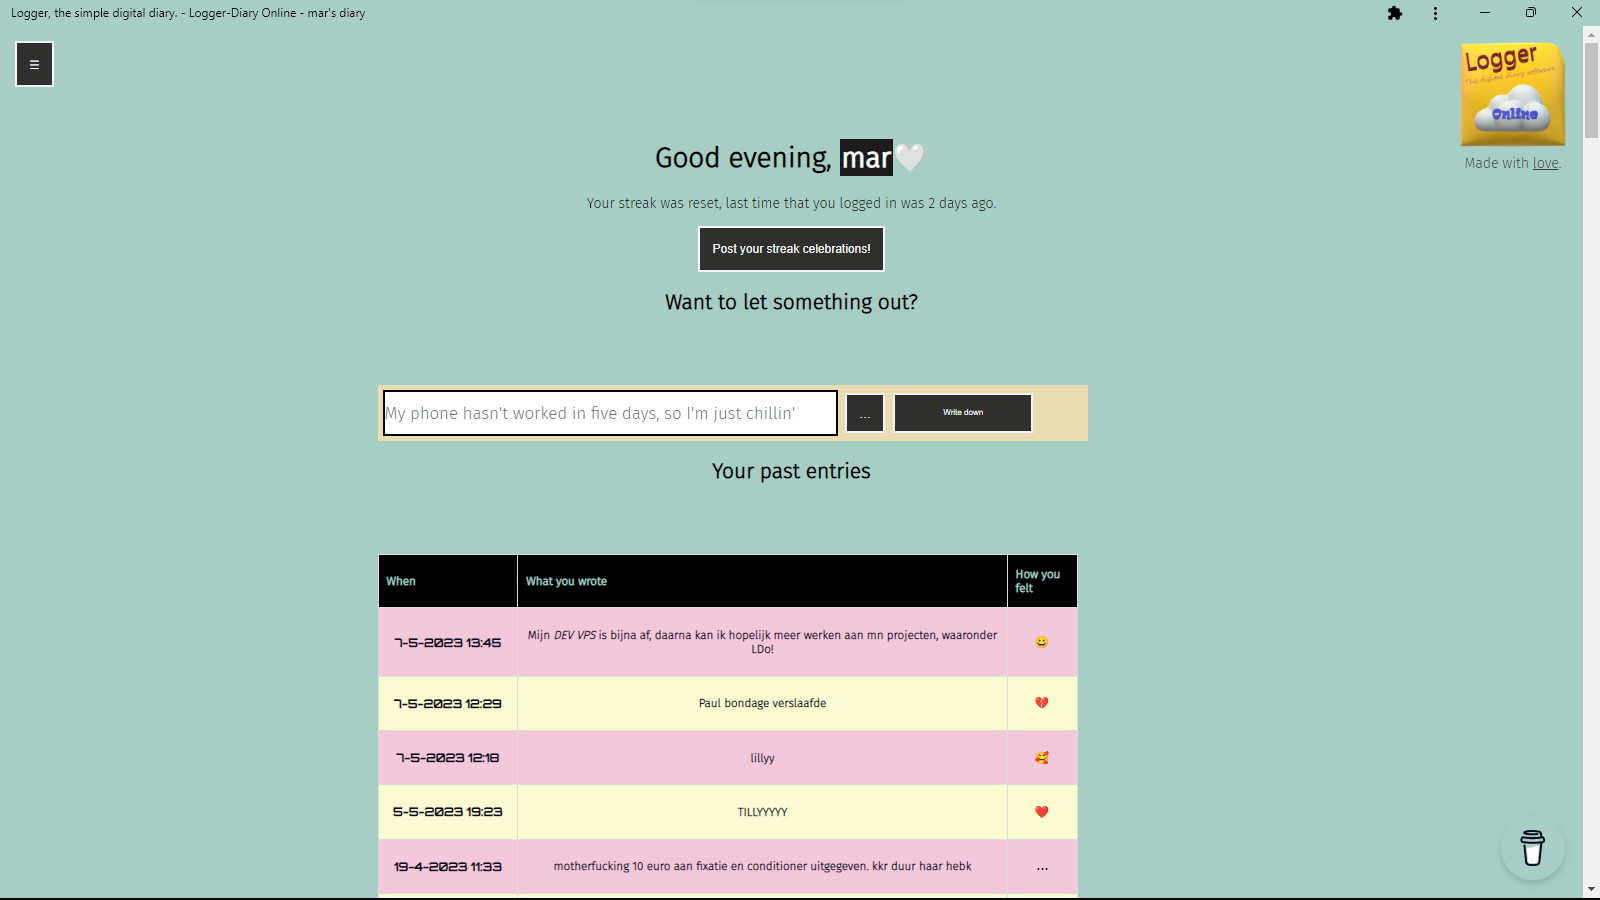 Logger, the simple digital diary. - Logger-Diary Online - mar's diary
Logger
The digital diary software
Online
Made with love.
Good evening, mar🤍
Your streak was reset, last time that you logged in was 2 days ago.
Post your streak celebrations!
Want to let something out?
My phone hasn't worked in five days, so I'm just chillin'
...
Write down
Your past entries
When What you wrote How you
felt
7-5-2023 13:45 Mijn DEV VPS is bijna af, daarna kan ik hopelijk meer werken aan mn projecten, waaronder 😀
LDo!
7-5-2023 12:29 Paul bondage verslaafde 💔
7-5-2023 12:18 lillyy 🥰
5-5-2023 19:23 TILLYYYYY ❤️
19-4-2023 11:33 motherfucking 10 euro aan fixatie en conditioner uitgegeven. kkr duur haar hebk ...